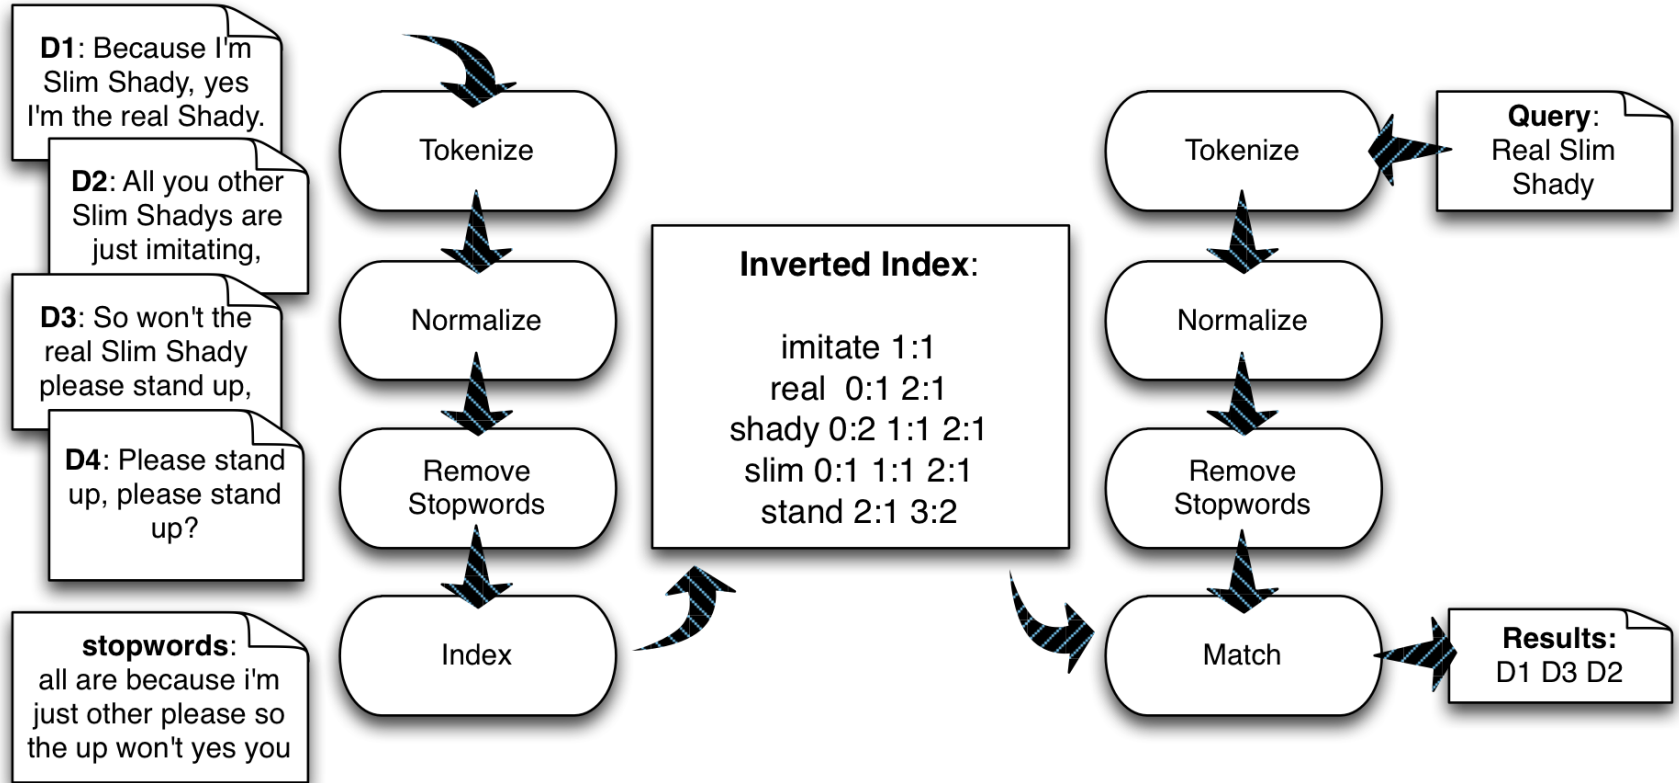 D1: Because I'm
Slim Shady, yes
I'm the real Shady.
D2: All you other
Slim Shadys are
just imitating,
D3: So won't the
real Slim Shady
please stand up,
D4: Please stand
up, please stand
up?
stopwords:
all are because i'm
just other please so
the up won't yes you
Tokenize
Normalize
Remove
Stopwords
Index
Inverted Index:
imitate 1:1
real  0:1 2:1
shady 0:2 1:1 2:1
slim 0:1 1:1 2:1
stand 2:1 3:2
Query:
Real Slim
Shady
Tokenize
Normalize
Remove
Stopwords
Match
Results:
D1 D3 D2